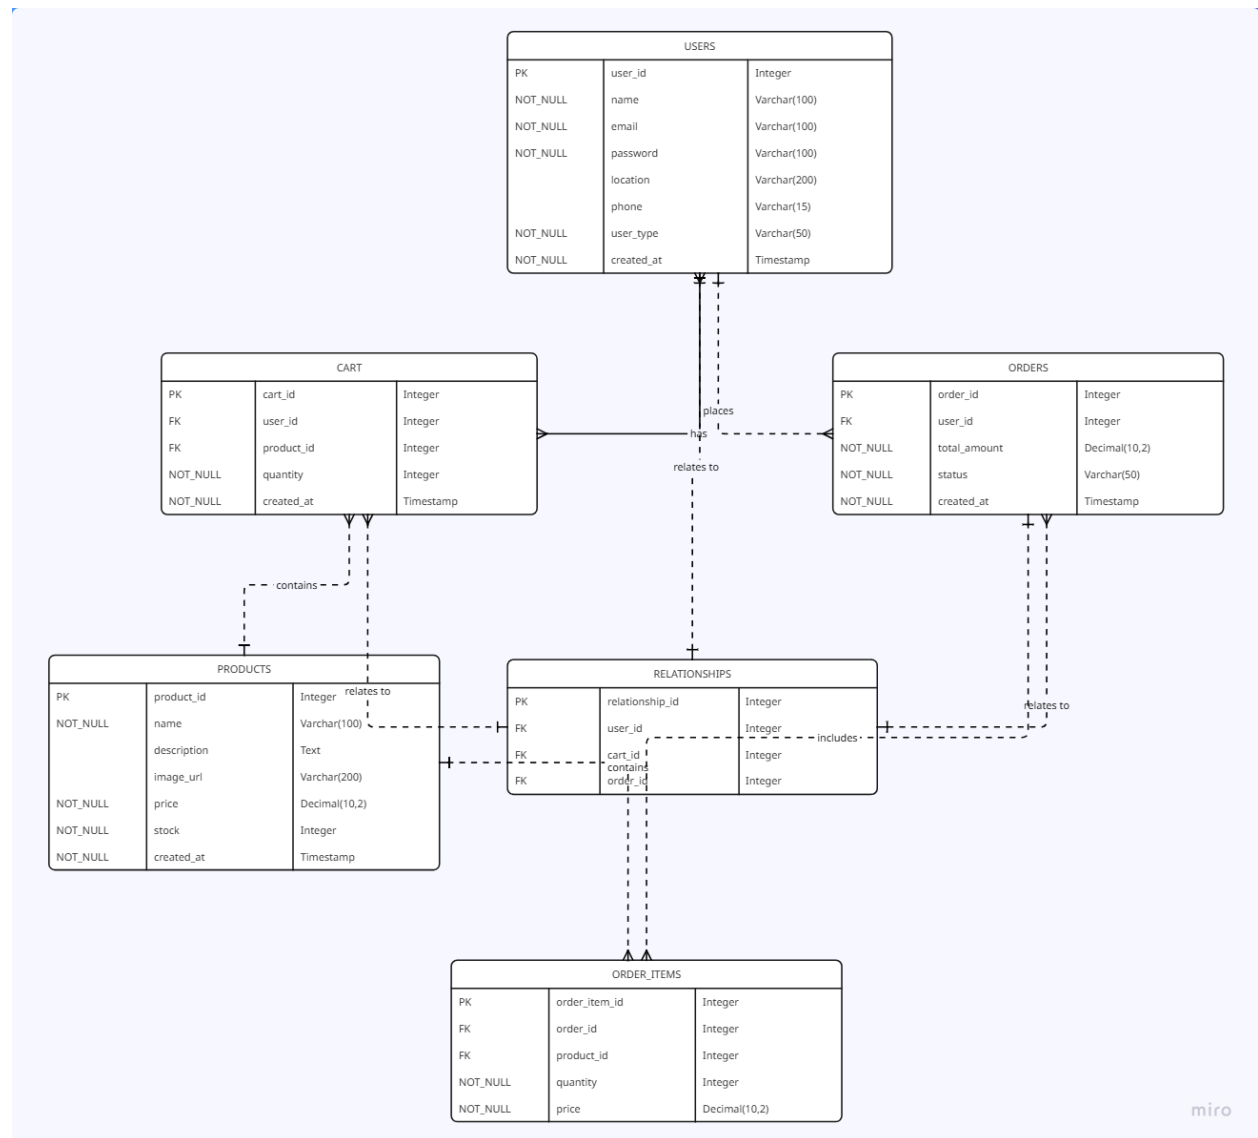 USERS
PK user_id Integer
NOT_NULL name Varchar(100)
NOT_NULL email Varchar(100)
NOT_NULL password Varchar(100)
location Varchar(200)
phone Varchar(15)
NOT_NULL user_type Varchar(50)
NOT_NULL created_at Timestamp
CART
PK cart_id Integer
FK user_id Integer
FK product_id Integer
NOT_NULL quantity Integer
NOT_NULL created_at Timestamp
places
has
relates to
ORDERS
PK order_id Integer
FK user_id Integer
NOT_NULL total_amount Decimal(10,2)
NOT_NULL status Varchar(50)
NOT_NULL created_at Timestamp
contains
PRODUCTS
PK product_id Integer
NOT_NULL name Varchar(100)
description Text
image_url Varchar(200)
NOT_NULL price Decimal(10,2)
NOT_NULL stock Integer
NOT_NULL created_at Timestamp
relates to
RELATIONSHIPS
PK relationship_id Integer
FK user_id Integer
FK cart_id Integer
contains
FK order_id Integer
includes
relates to
ORDER_ITEMS
PK order_item_id Integer
FK order_id Integer
FK product_id Integer
NOT_NULL quantity Integer
NOT_NULL price Decimal(10,2)
miro